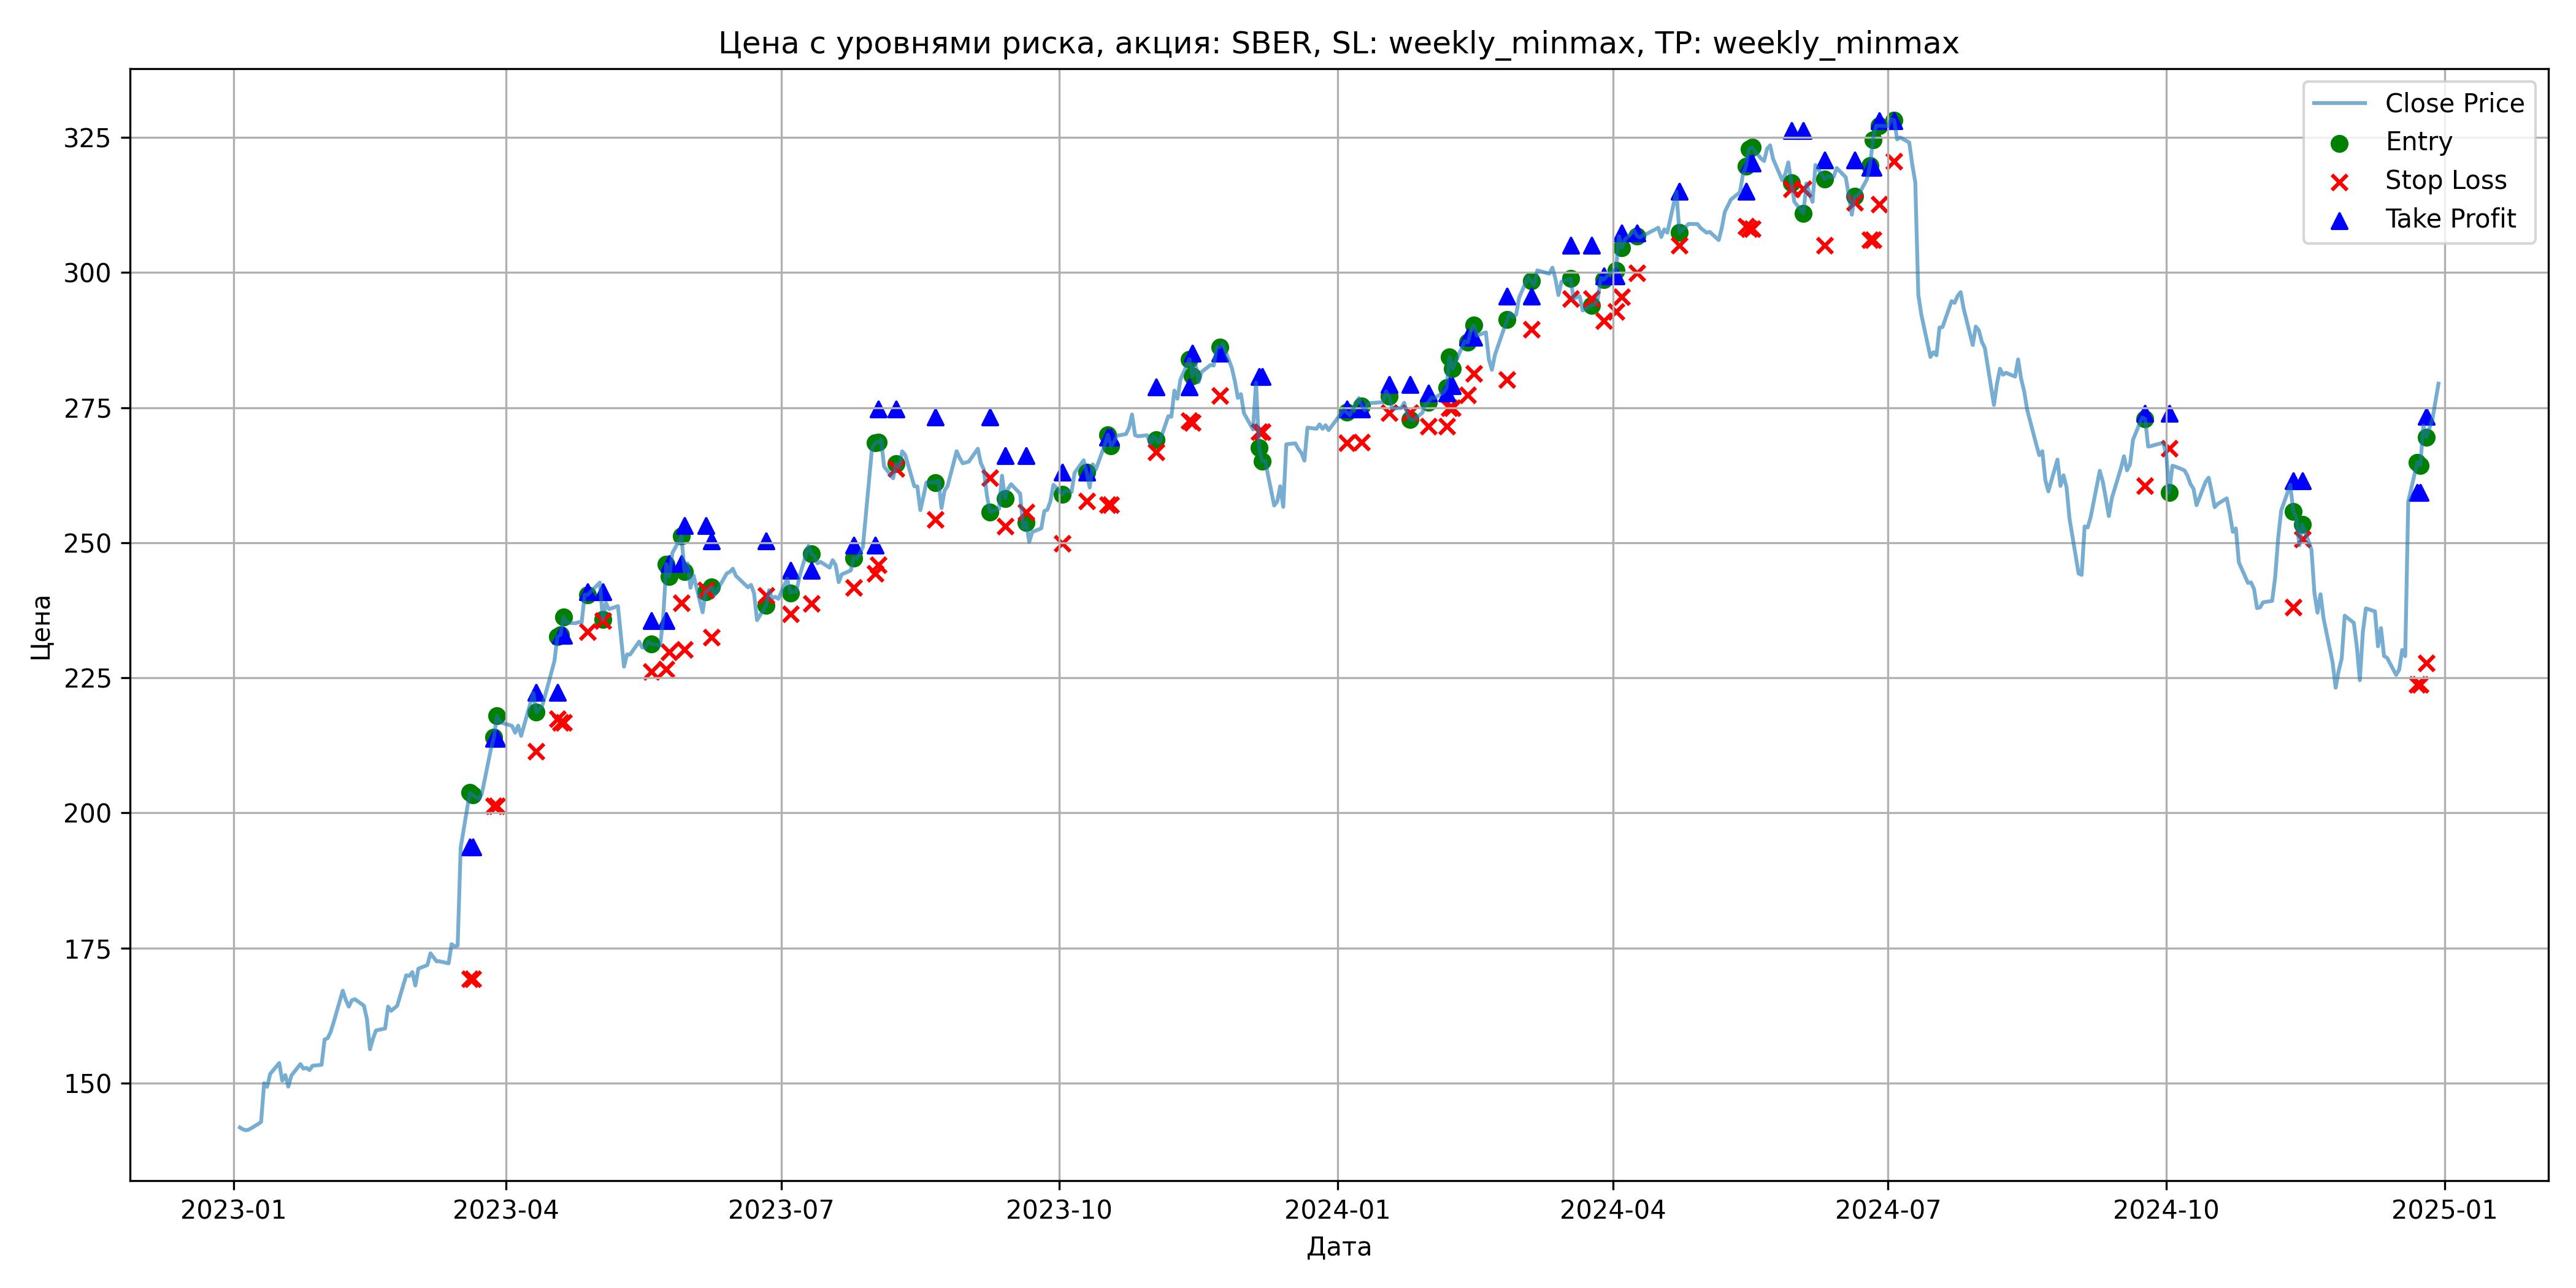 Цена с уровнями риска, акция: SBER, SL: weekly_minmax, TP: weekly_minmax
Close Price
Entry
Stop Loss
Take Profit
Цена
325
300
275
250
225
200
175
150
2023-01
2023-04
2023-07
2023-10
2024-01
2024-04
2024-07
2024-10
2025-01
Дата